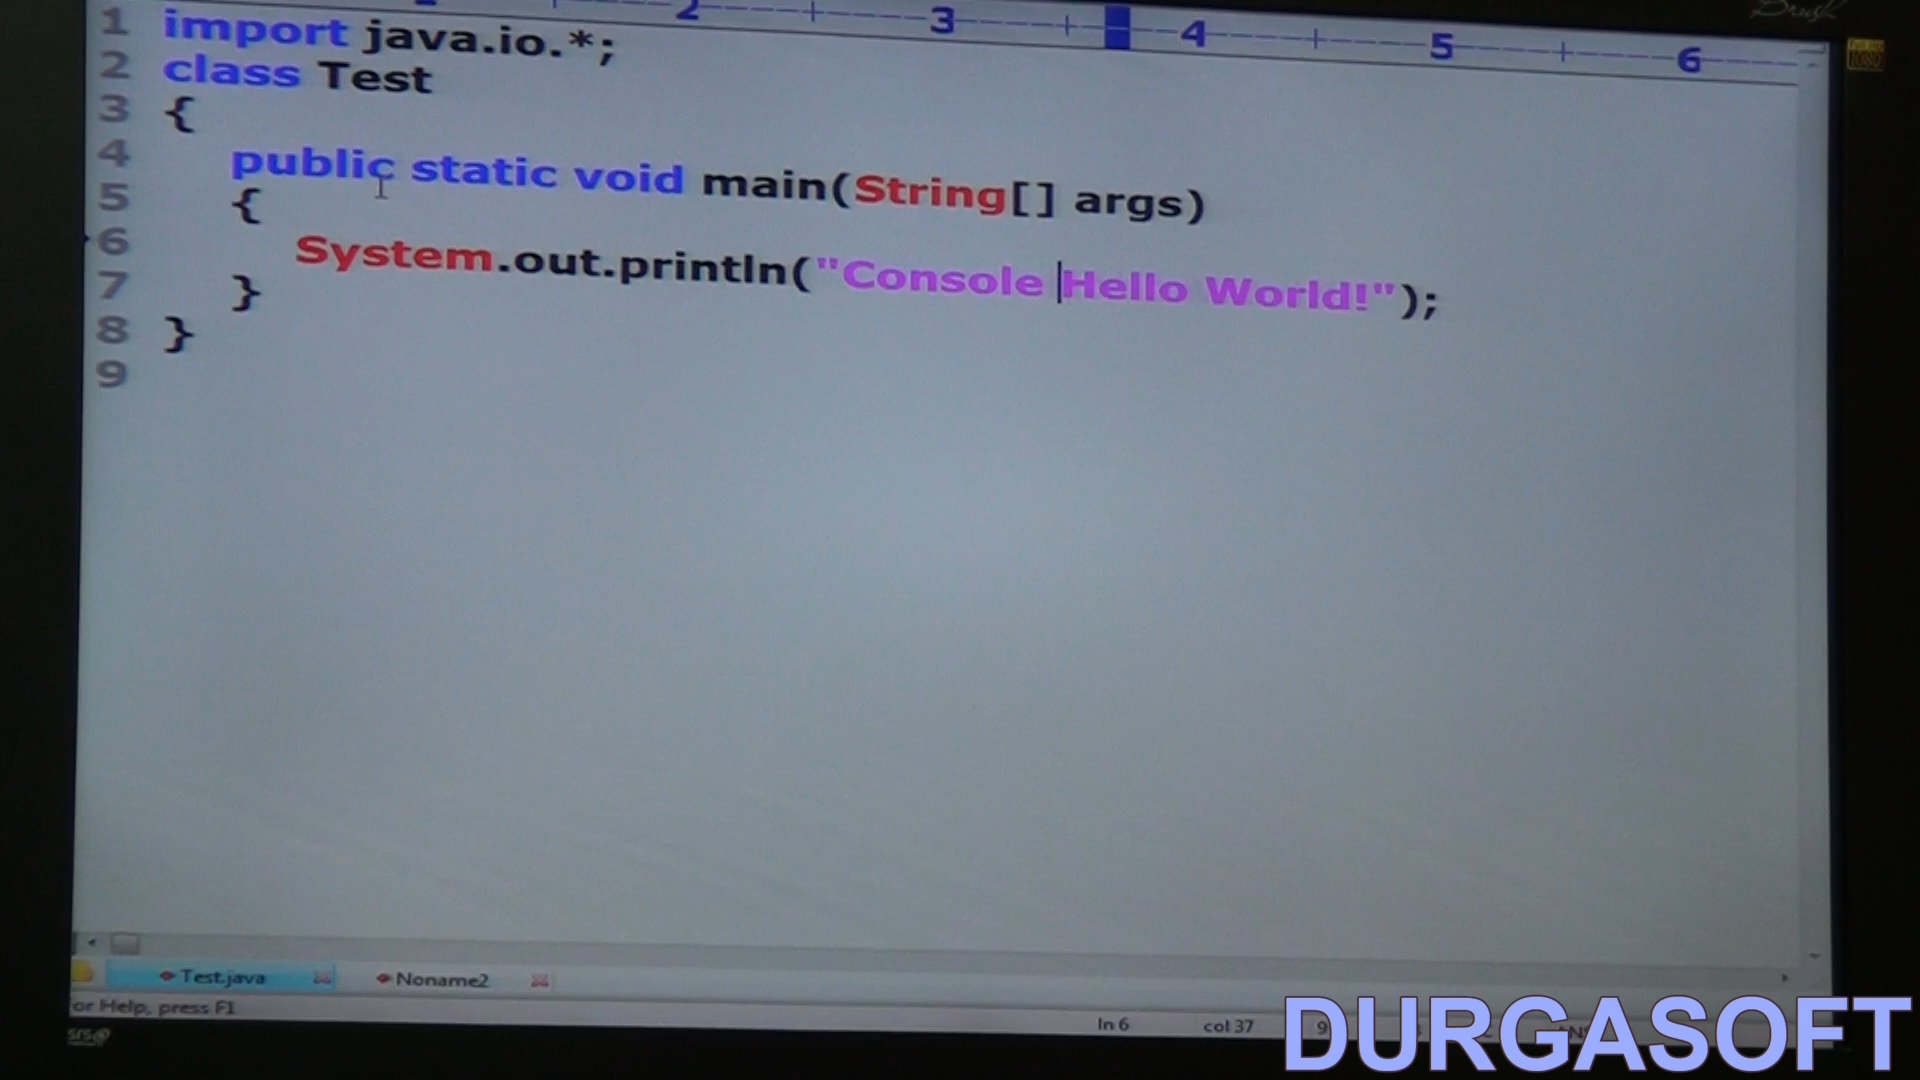 2 3 4 5 6
1 import java.io.*;
2 class Test
3 {
4 public static void main(String[] args)
5 {
6 System.out.println("Console Hello World!");
7 }
8 }
9
Test.java Noname2
or Help, press F1
ln 6 col 37 9
DURGASOFT